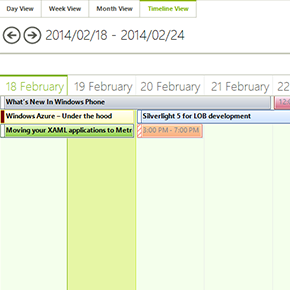 Day View Week View Month View Timeline View
2014/02/18 - 2014/02/24
18 February 19 February 20 February 21 February 22
What's New In Windows Phone
Windows Azure – Under the hood Silverlight 5 for LOB development
Moving your XAML applications to Metr 3:00 PM - 7:00 PM